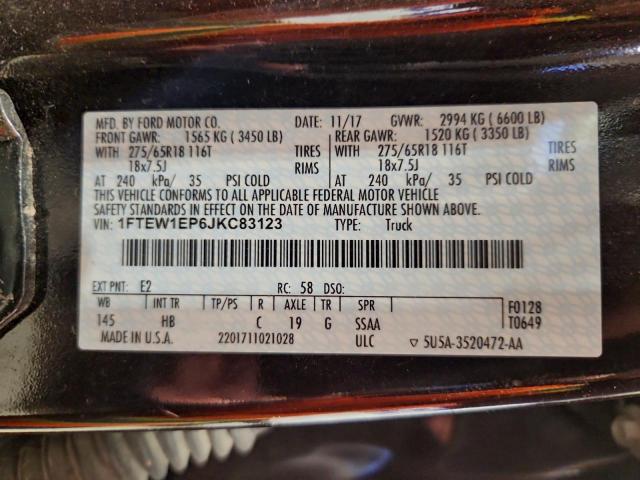 MFD. BY FORD MOTOR CO. DATE: 11/17 GVWR: 2994 KG (6600 LB)
FRONT GAWR: 1565 KG (3450 LB) REAR GAWR: 1520 KG (3350 LB)
WITH 275/65R18 116T TIRES WITH 275/65R18 116T TIRES
18x7.5J RIMS 18x7.5J RIMS
AT 240 kPa/ 35 PSI COLD AT 240 kPa/ 35 PSI COLD
THIS VEHICLE CONFORMS TO ALL APPLICABLE FEDERAL MOTOR VEHICLE
SAFETY STANDARDS IN EFFECT ON THE DATE OF MANUFACTURE SHOWN ABOVE.
VIN: 1FTEW1EP6JKC83123 TYPE: Truck
EXT PNT: E2 RC: 58 DSO:
WB INT TR TP/PS R AXLE TR SPR F0128
145 HB C 19 G SSAA T0649
MADE IN U.S.A. 2201711021028 ULC ▽ 5U5A-3520472-AA